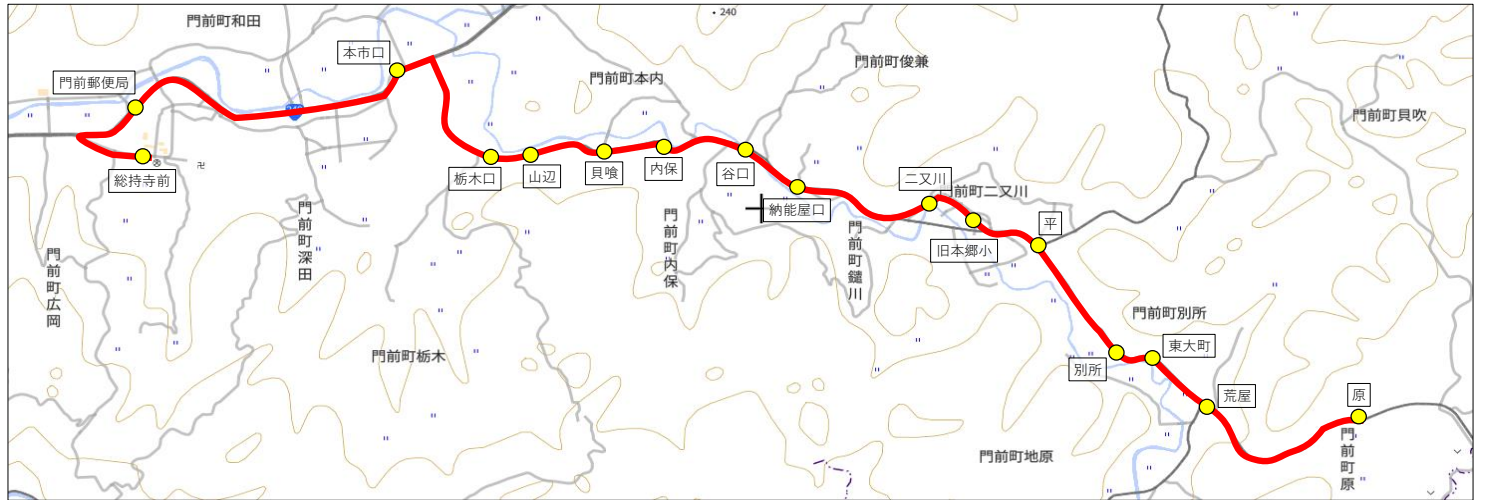 門前町和田
・240
本市口
門前町俊兼
門前町本内
門前郵便局
門前町貝吹
総持寺前
栃木口
山辺
貝喰
内保
谷口
二又川
門前町二又川
納能屋口
平
旧本郷小
門前町深田
門前町内保
門前町鑓川
門前町広岡
門前町別所
東大町
別所
門前町栃木
荒屋
原
門前町原
門前町地原